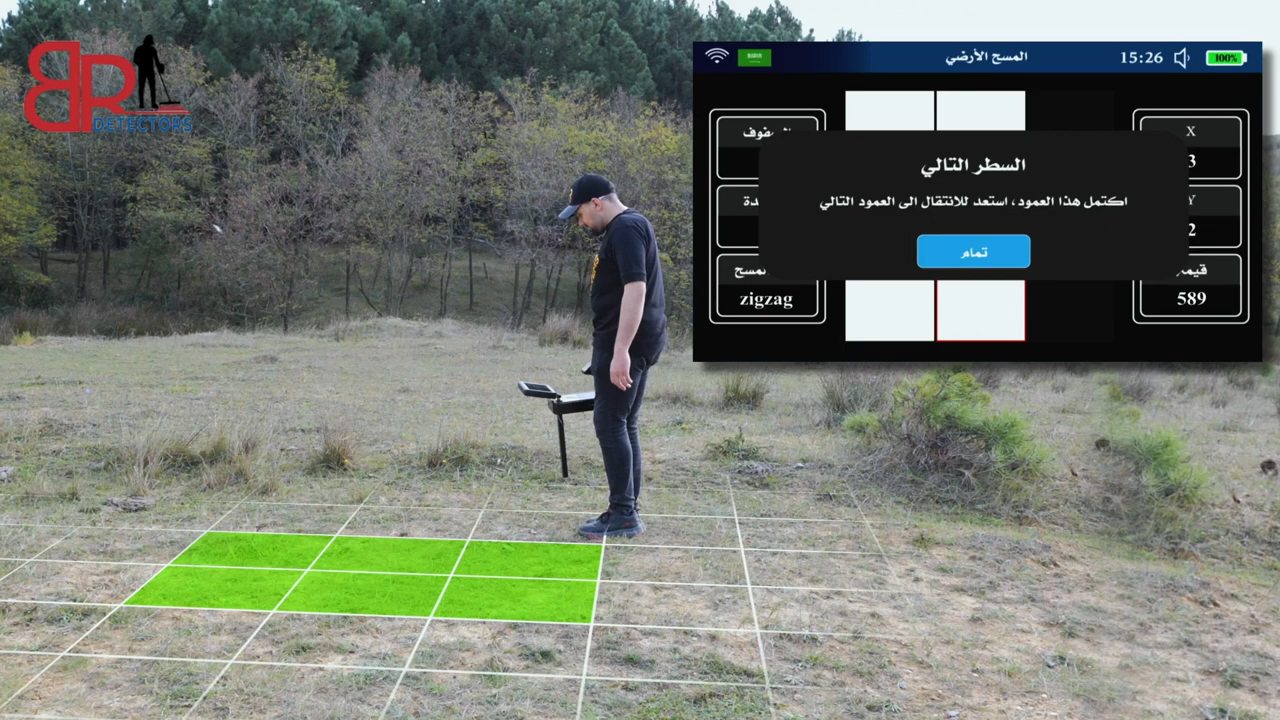 BR
DETECTORS
المسح الأرضي
15:26
100%
X
3
Y
2
السطر التالي
اكتمل هذا العمود، استعد للانتقال الى العمود التالي
تمام
zigzag
589